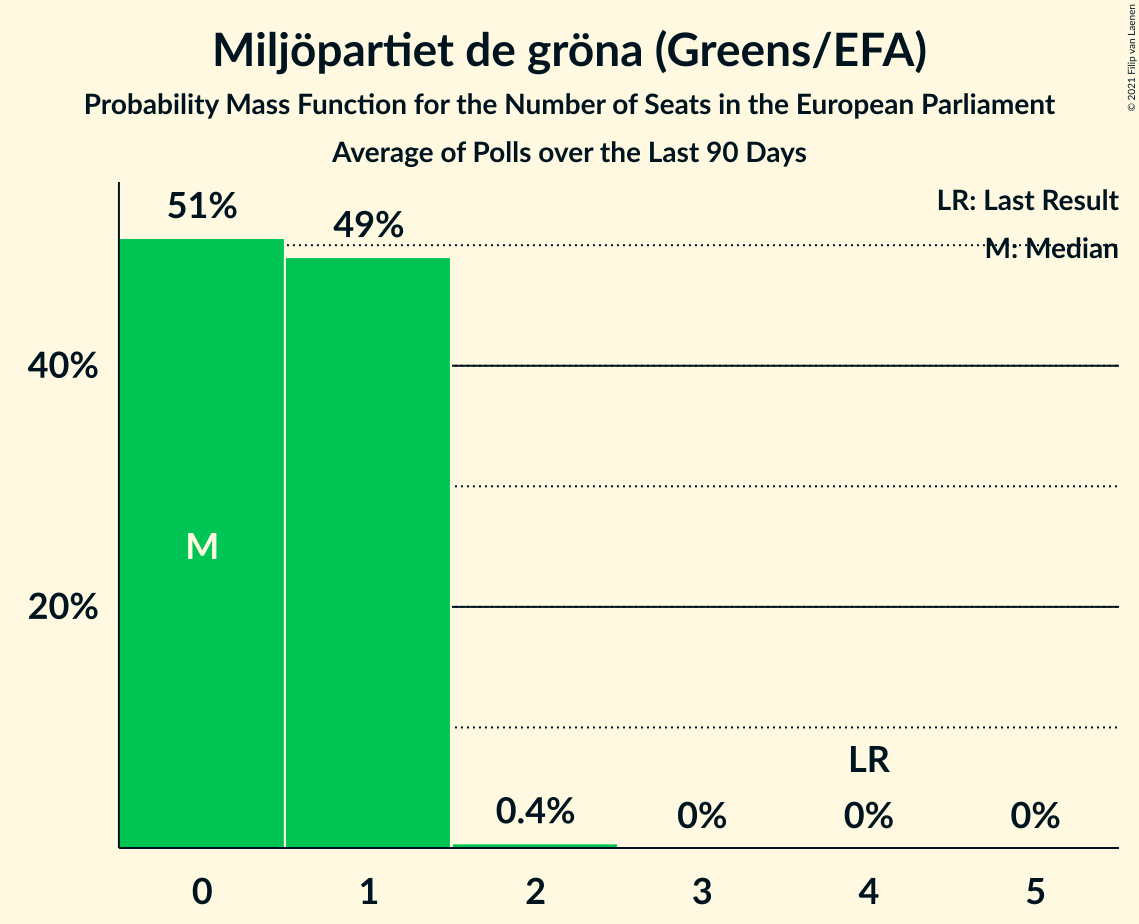 Miljöpartiet de gröna (Greens/EFA)
Probability Mass Function for the Number of Seats in the European Parliament
Average of Polls over the Last 90 Days
© 2021 Filip van Laenen
LR: Last Result
M: Median
51%
49%
40%
20%
M
LR
0.4%
0%
0%
0%
0
1
2
3
4
5